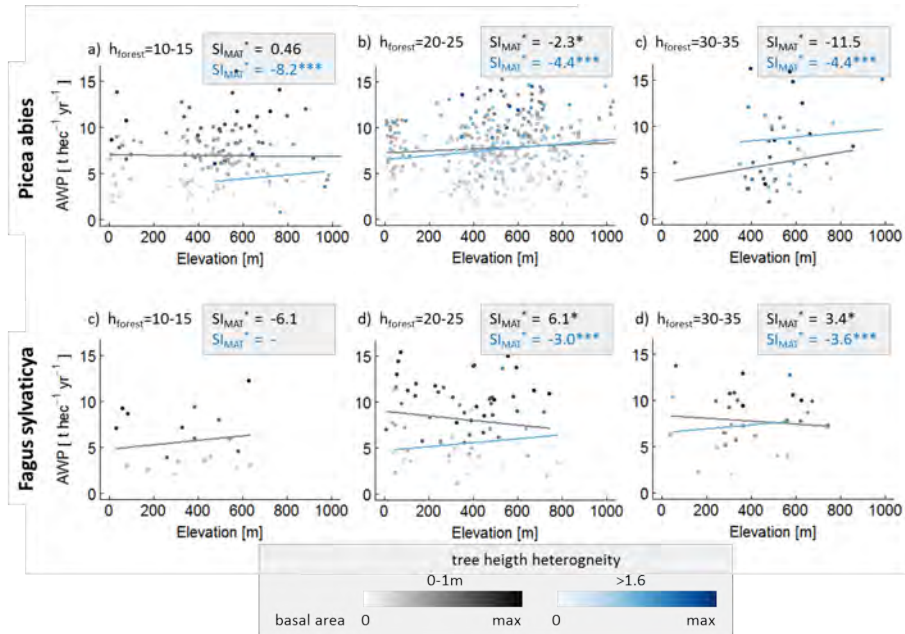 a) h_forest=10-15
SI_MAT* = 0.46
SI_MAT* = -8.2***
b) h_forest=20-25
SI_MAT* = -2.3*
SI_MAT* = -4.4***
c) h_forest=30-35
SI_MAT* = -11.5
SI_MAT* = -4.4***
Picea abies
AWP [ t hec⁻¹ yr⁻¹ ]
15
10
5
0
15
10
5
0
15
10
5
0
0 200 400 600 800 1000
0 200 400 600 800 1000
0 200 400 600 800 1000
Elevation [m]
Elevation [m]
Elevation [m]
c) h_forest=10-15
SI_MAT* = -6.1
SI_MAT* = -
d) h_forest=20-25
SI_MAT* = 6.1*
SI_MAT* = -3.0***
d) h_forest=30-35
SI_MAT* = 3.4*
SI_MAT* = -3.6***
Fagus sylvaticya
AWP [ t hec⁻¹ yr⁻¹ ]
15
10
5
0
15
10
5
0
15
10
5
0
0 200 400 600 800 1000
0 200 400 600 800 1000
0 200 400 600 800 1000
Elevation [m]
Elevation [m]
Elevation [m]
tree heigth heterogneity
0-1m >1.6
basal area 0 max 0 max